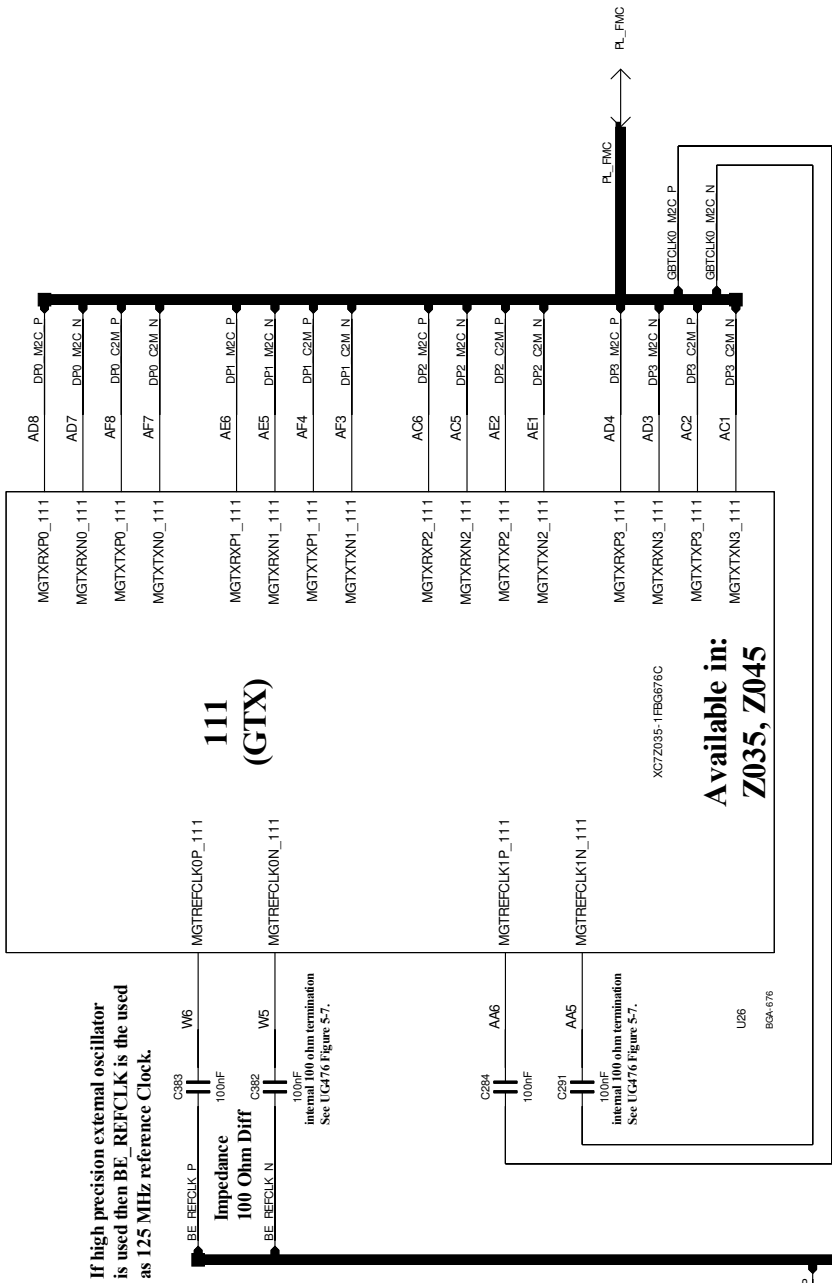 If high precision external oscillator
is used then BE_REFCLK is the used
as 125 MHz reference Clock.
BE_REFCLK_P
BE_REFCLK_N
Impedance
100 Ohm Diff
C383
100nF
C382
100nF
internal 100 ohm termination
See UG476 Figure 5-7.
W6
W5
MGTREFCLK0P_111
MGTREFCLK0N_111
C284
100nF
C291
100nF
internal 100 ohm termination
See UG476 Figure 5-7.
AA6
AA5
MGTREFCLK1P_111
MGTREFCLK1N_111
U26
BGA-676
111
(GTX)
XC7Z035-1FBG676C
Available in:
Z035, Z045
MGTXRXP0_111 AD8 DP0_M2C_P
MGTXRXN0_111 AD7 DP0_M2C_N
MGTXTXP0_111 AF8 DP0_C2M_P
MGTXTXN0_111 AF7 DP0_C2M_N
MGTXRXP1_111 AE6 DP1_M2C_P
MGTXRXN1_111 AE5 DP1_M2C_N
MGTXTXP1_111 AF4 DP1_C2M_P
MGTXTXN1_111 AF3 DP1_C2M_N
MGTXRXP2_111 AC6 DP2_M2C_P
MGTXRXN2_111 AC5 DP2_M2C_N
MGTXTXP2_111 AE2 DP2_C2M_P
MGTXTXN2_111 AE1 DP2_C2M_N
MGTXRXP3_111 AD4 DP3_M2C_P
MGTXRXN3_111 AD3 DP3_M2C_N
MGTXTXP3_111 AC2 DP3_C2M_P
MGTXTXN3_111 AC1 DP3_C2M_N
GBTCLK0_M2C_P
GBTCLK0_M2C_N
PL_FMC
PL_FMC